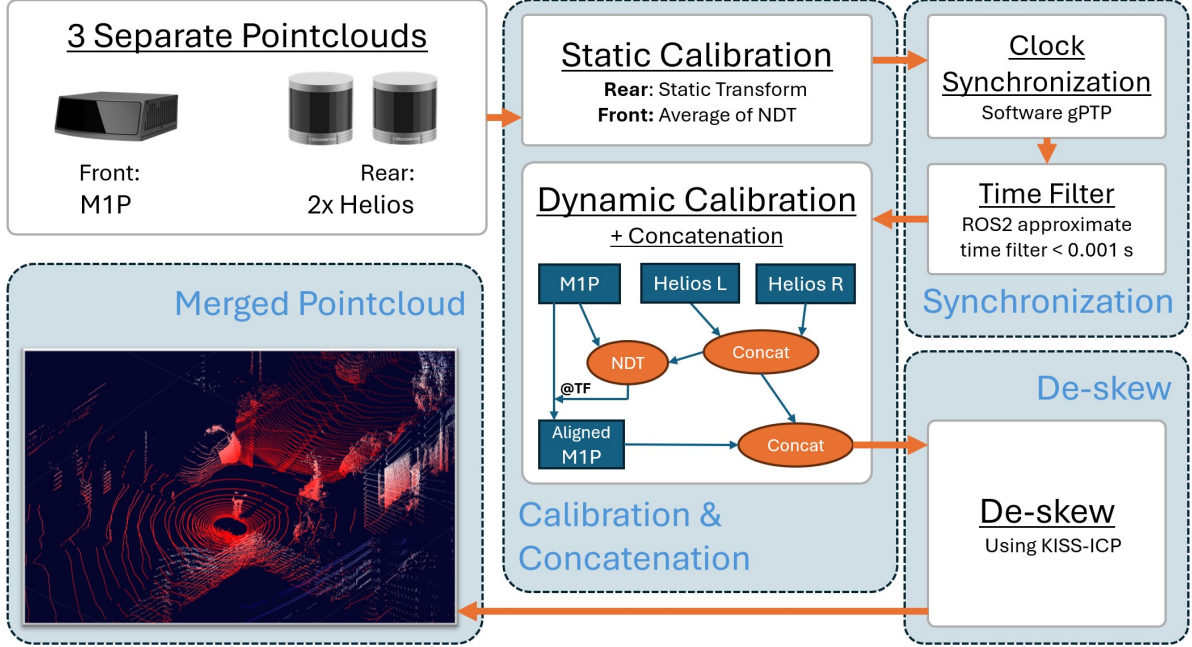 3 Separate Pointclouds
Front:
M1P
Rear:
2x Helios
Static Calibration
Rear: Static Transform
Front: Average of NDT
Clock
Synchronization
Software gPTP
Time Filter
ROS2 approximate
time filter < 0.001 s
Synchronization
Dynamic Calibration
+ Concatenation
M1P
Helios L
Helios R
NDT
Concat
@TF
Aligned
M1P
Concat
Calibration &
Concatenation
De-skew
De-skew
Using KISS-ICP
Merged Pointcloud